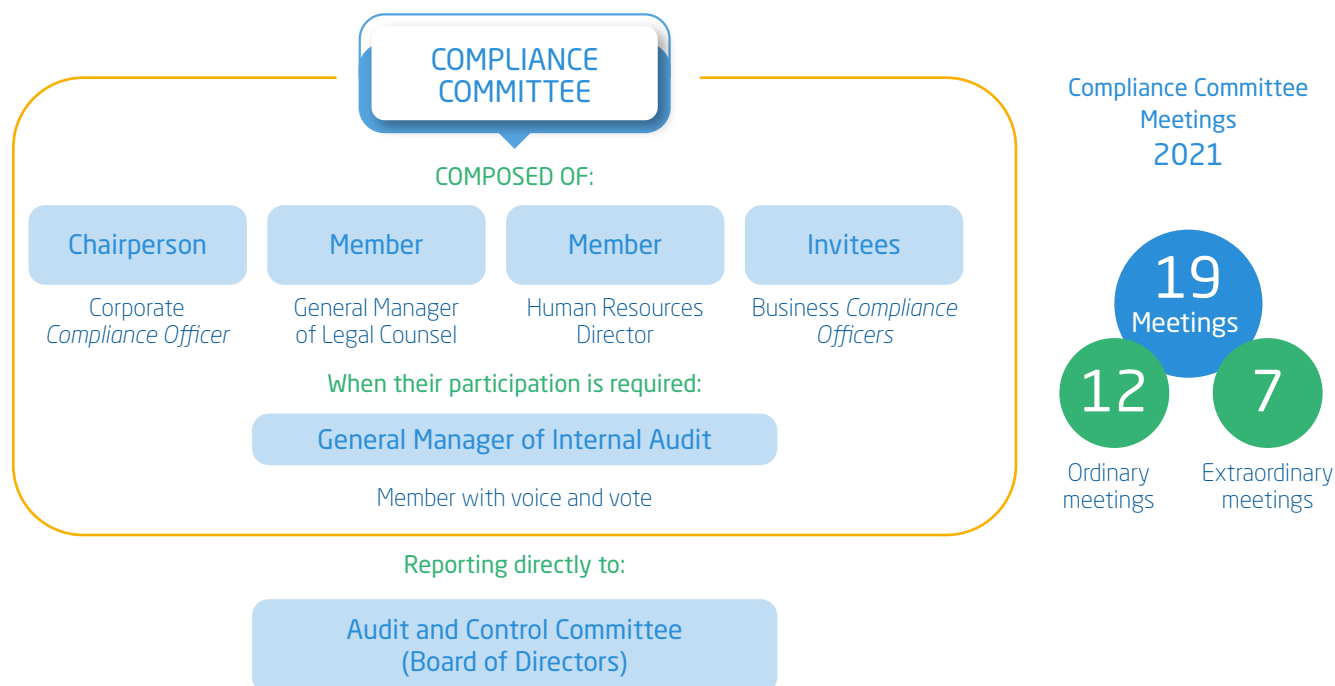 COMPLIANCE
COMMITTEE
COMPOSED OF:
Chairperson
Corporate
Compliance Officer
Member
General Manager
of Legal Counsel
Member
Human Resources
Director
Invitees
Business Compliance
Officers
When their participation is required:
General Manager of Internal Audit
Member with voice and vote
Reporting directly to:
Audit and Control Committee
(Board of Directors)
Compliance Committee
Meetings
2021
19
Meetings
12
Ordinary
meetings
7
Extraordinary
meetings